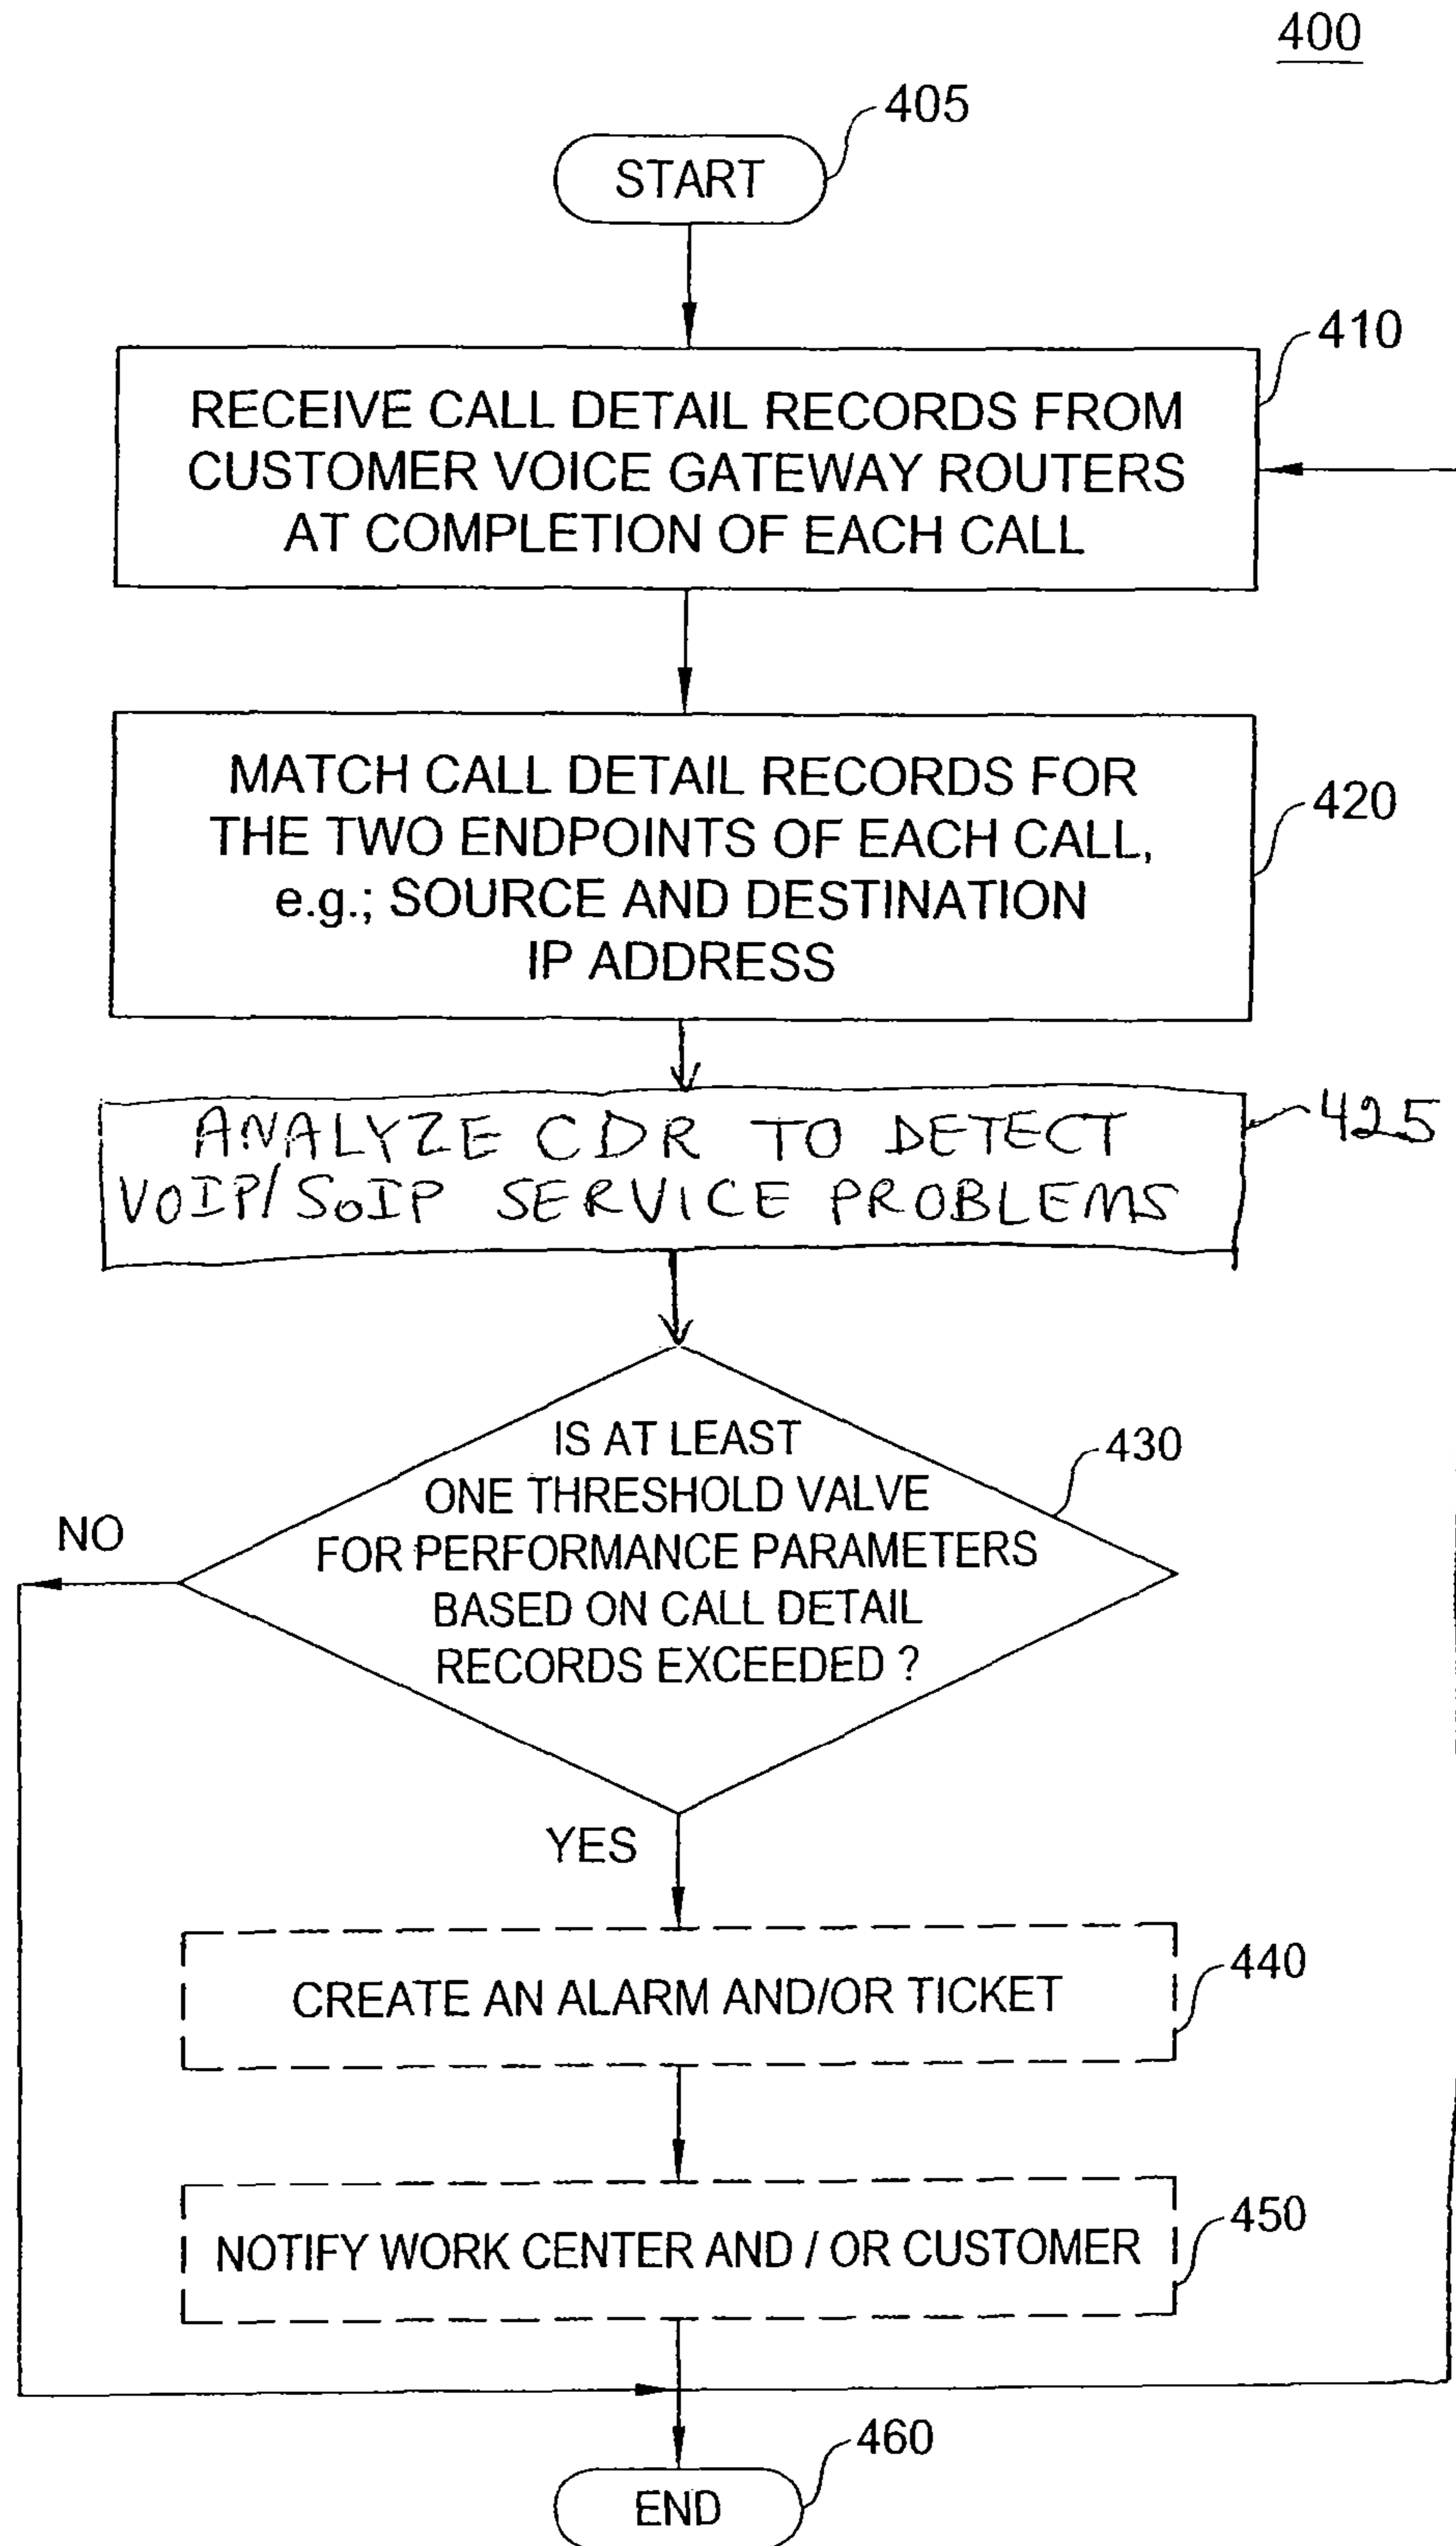 400
405
START
410
RECEIVE CALL DETAIL RECORDS FROM
CUSTOMER VOICE GATEWAY ROUTERS
AT COMPLETION OF EACH CALL
MATCH CALL DETAIL RECORDS FOR
THE TWO ENDPOINTS OF EACH CALL,
e.g.; SOURCE AND DESTINATION
IP ADDRESS
420
ANALYZE CDR TO DETECT
VOIP/SoIP SERVICE PROBLEMS
425
IS AT LEAST
ONE THRESHOLD VALVE
FOR PERFORMANCE PARAMETERS
BASED ON CALL DETAIL
RECORDS EXCEEDED ?
430
NO
YES
CREATE AN ALARM AND/OR TICKET
440
NOTIFY WORK CENTER AND / OR CUSTOMER
450
460
END